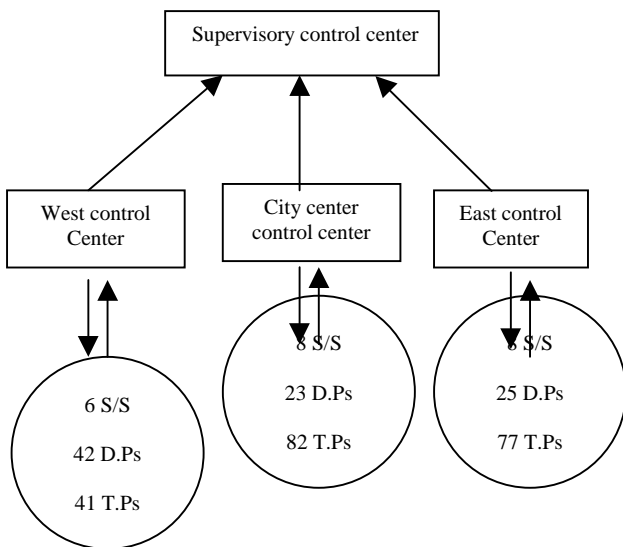 Supervisory control center
West control
Center
City center
control center
East control
Center
6 S/S
42 D.Ps
41 T.Ps
8 S/S
23 D.Ps
82 T.Ps
S/S
25 D.Ps
77 T.Ps